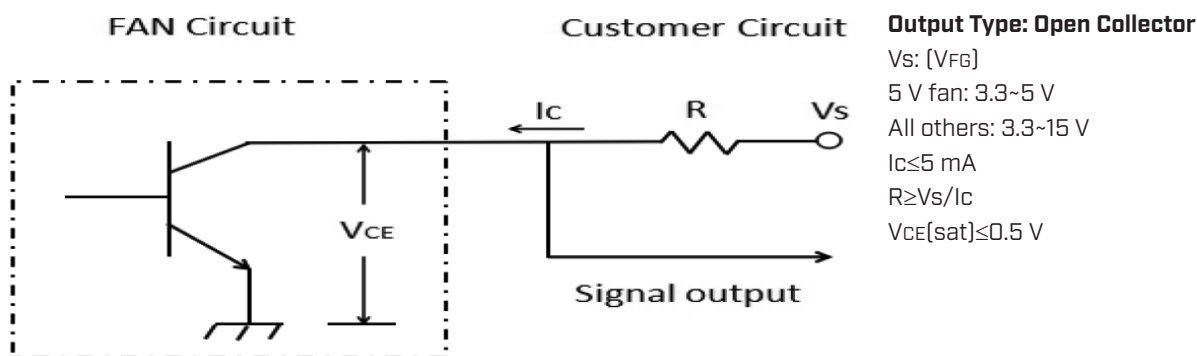 FAN Circuit
Customer Circuit
Ic
R
Vs
VCE
Signal output
Output Type: Open Collector
Vs: (VFG)
5 V fan: 3.3~5 V
All others: 3.3~15 V
Ic≤5 mA
R≥Vs/Ic
VCE(sat)≤0.5 V